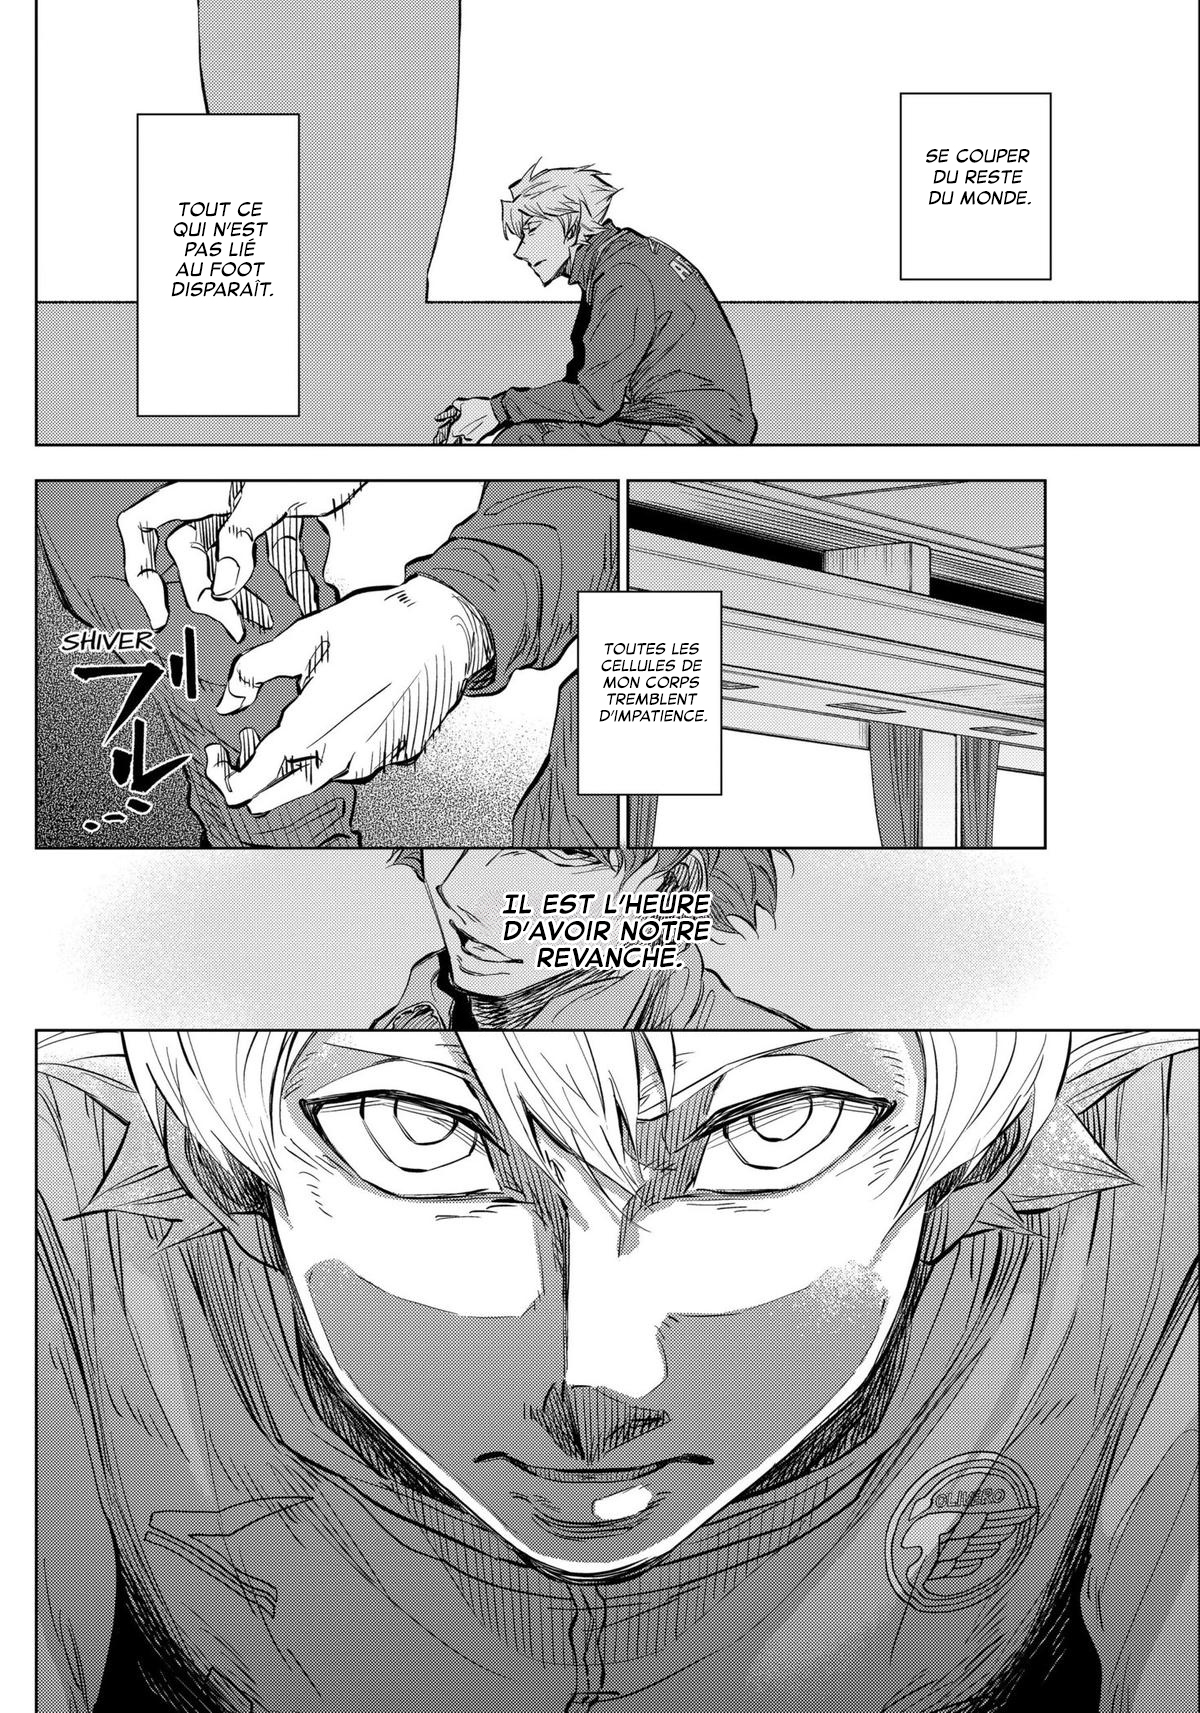 SE COUPER
DU RESTE
DU MONDE.
TOUT CE
QUI N'EST
PAS LIÉ
AU FOOT
DISPARAÎT.
TOUTES LES
CELLULES DE
MON CORPS
TREMBLENT
D'IMPATIENCE.
SHIVER
ブル...
IL EST L'HEURE
D'AVOIR NOTRE
REVANCHE.